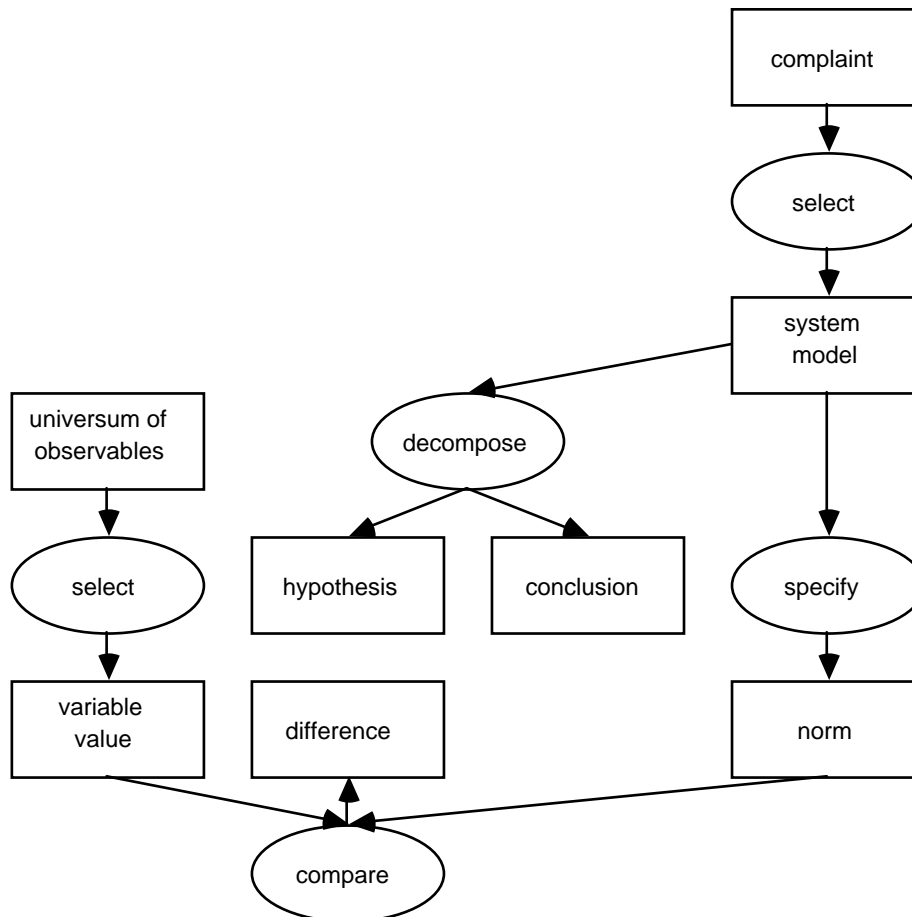 complaint
select
system
model
universum of
observables
decompose
select
hypothesis
conclusion
specify
variable
value
difference
norm
compare